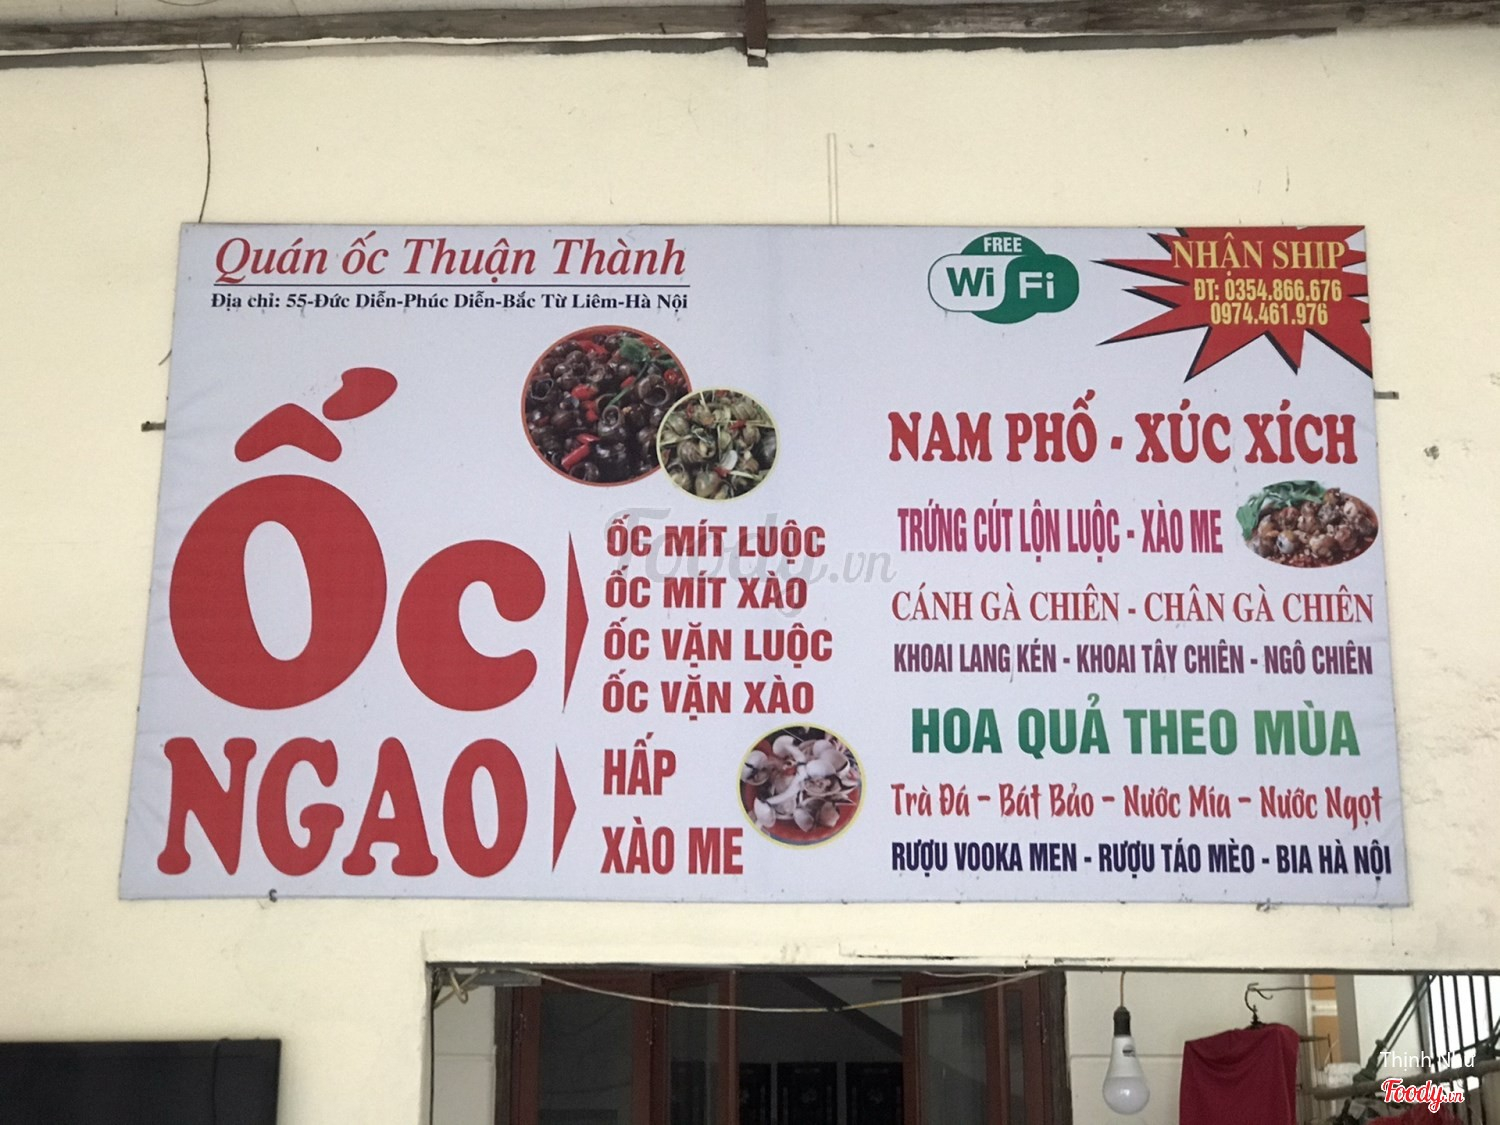 Quán ốc Thuận Thành
Địa chỉ: 55-Đức Diễn-Phúc Diễn-Bắc Từ Liêm-Hà Nội
FREE
Wi Fi
NHẬN SHIP
ĐT: 0354.866.676
0974.461.976
Ốc
ỐC MÍT LUỘC
ỐC MÍT XÀO
ỐC VẶN LUỘC
ỐC VẶN XÀO
NGAO
HẤP
XÀO ME
NAM PHỐ - XÚC XÍCH
TRỨNG CÚT LỘN LUỘC - XÀO ME
CÁNH GÀ CHIÊN - CHÂN GÀ CHIÊN
KHOAI LANG KÉN - KHOAI TÂY CHIÊN - NGÔ CHIÊN
HOA QUẢ THEO MÙA
Trà Đá - Bát Bảo - Nước Mía - Nước Ngọt
RƯỢU VOOKA MEN - RƯỢU TÁO MÈO - BIA HÀ NỘI
Foody.vn
Thịnh Như
Foody.vn